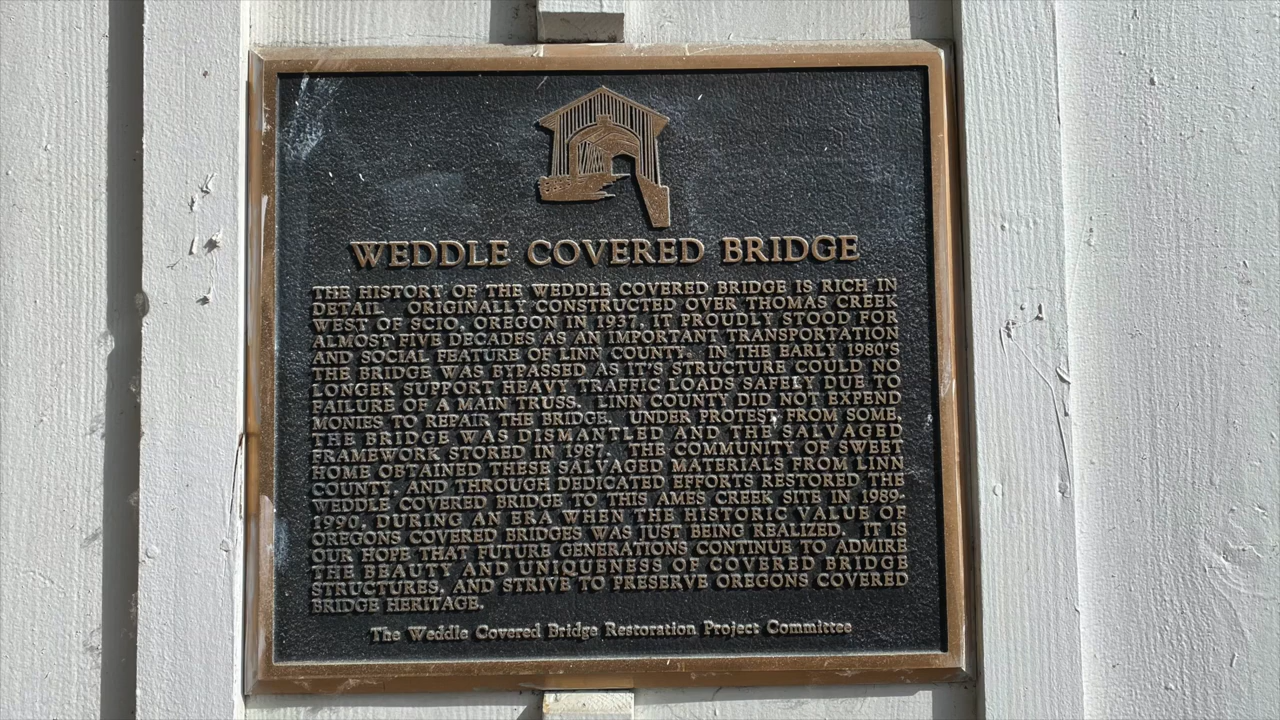 WEDDLE COVERED BRIDGE
THE HISTORY OF THE WEDDLE COVERED BRIDGE IS RICH IN
DETAIL ORIGINALLY CONSTRUCTED OVER THOMAS CREEK
WEST OF SCIO, OREGON IN 1937, IT PROUDLY STOOD FOR
ALMOST FIVE DECADES AS AN IMPORTANT TRANSPORTATION
AND SOCIAL FEATURE OF LINN COUNTY. IN THE EARLY 1980'S
THE BRIDGE WAS BYPASSED AS IT'S STRUCTURE COULD NO
LONGER SUPPORT HEAVY TRAFFIC LOADS SAFELY DUE TO
FAILURE OF A MAIN TRUSS. LINN COUNTY DID NOT EXPEND
MONIES TO REPAIR THE BRIDGE. UNDER PROTEST FROM SOME,
THE BRIDGE WAS DISMANTLED AND THE SALVAGED
FRAMEWORK STORED IN 1987. THE COMMUNITY OF SWEET
HOME OBTAINED THESE SALVAGED MATERIALS FROM LINN
COUNTY, AND THROUGH DEDICATED EFFORTS RESTORED THE
WEDDLE COVERED BRIDGE TO THIS AMES CREEK SITE IN 1989-
1990, DURING AN ERA WHEN THE HISTORIC VALUE OF
OREGONS COVERED BRIDGES WAS JUST BEING REALIZED. IT IS
OUR HOPE THAT FUTURE GENERATIONS CONTINUE TO ADMIRE
THE BEAUTY AND UNIQUENESS OF COVERED BRIDGE
STRUCTURES, AND STRIVE TO PRESERVE OREGONS COVERED
BRIDGE HERITAGE.
The Weddle Covered Bridge Restoration Project Committee